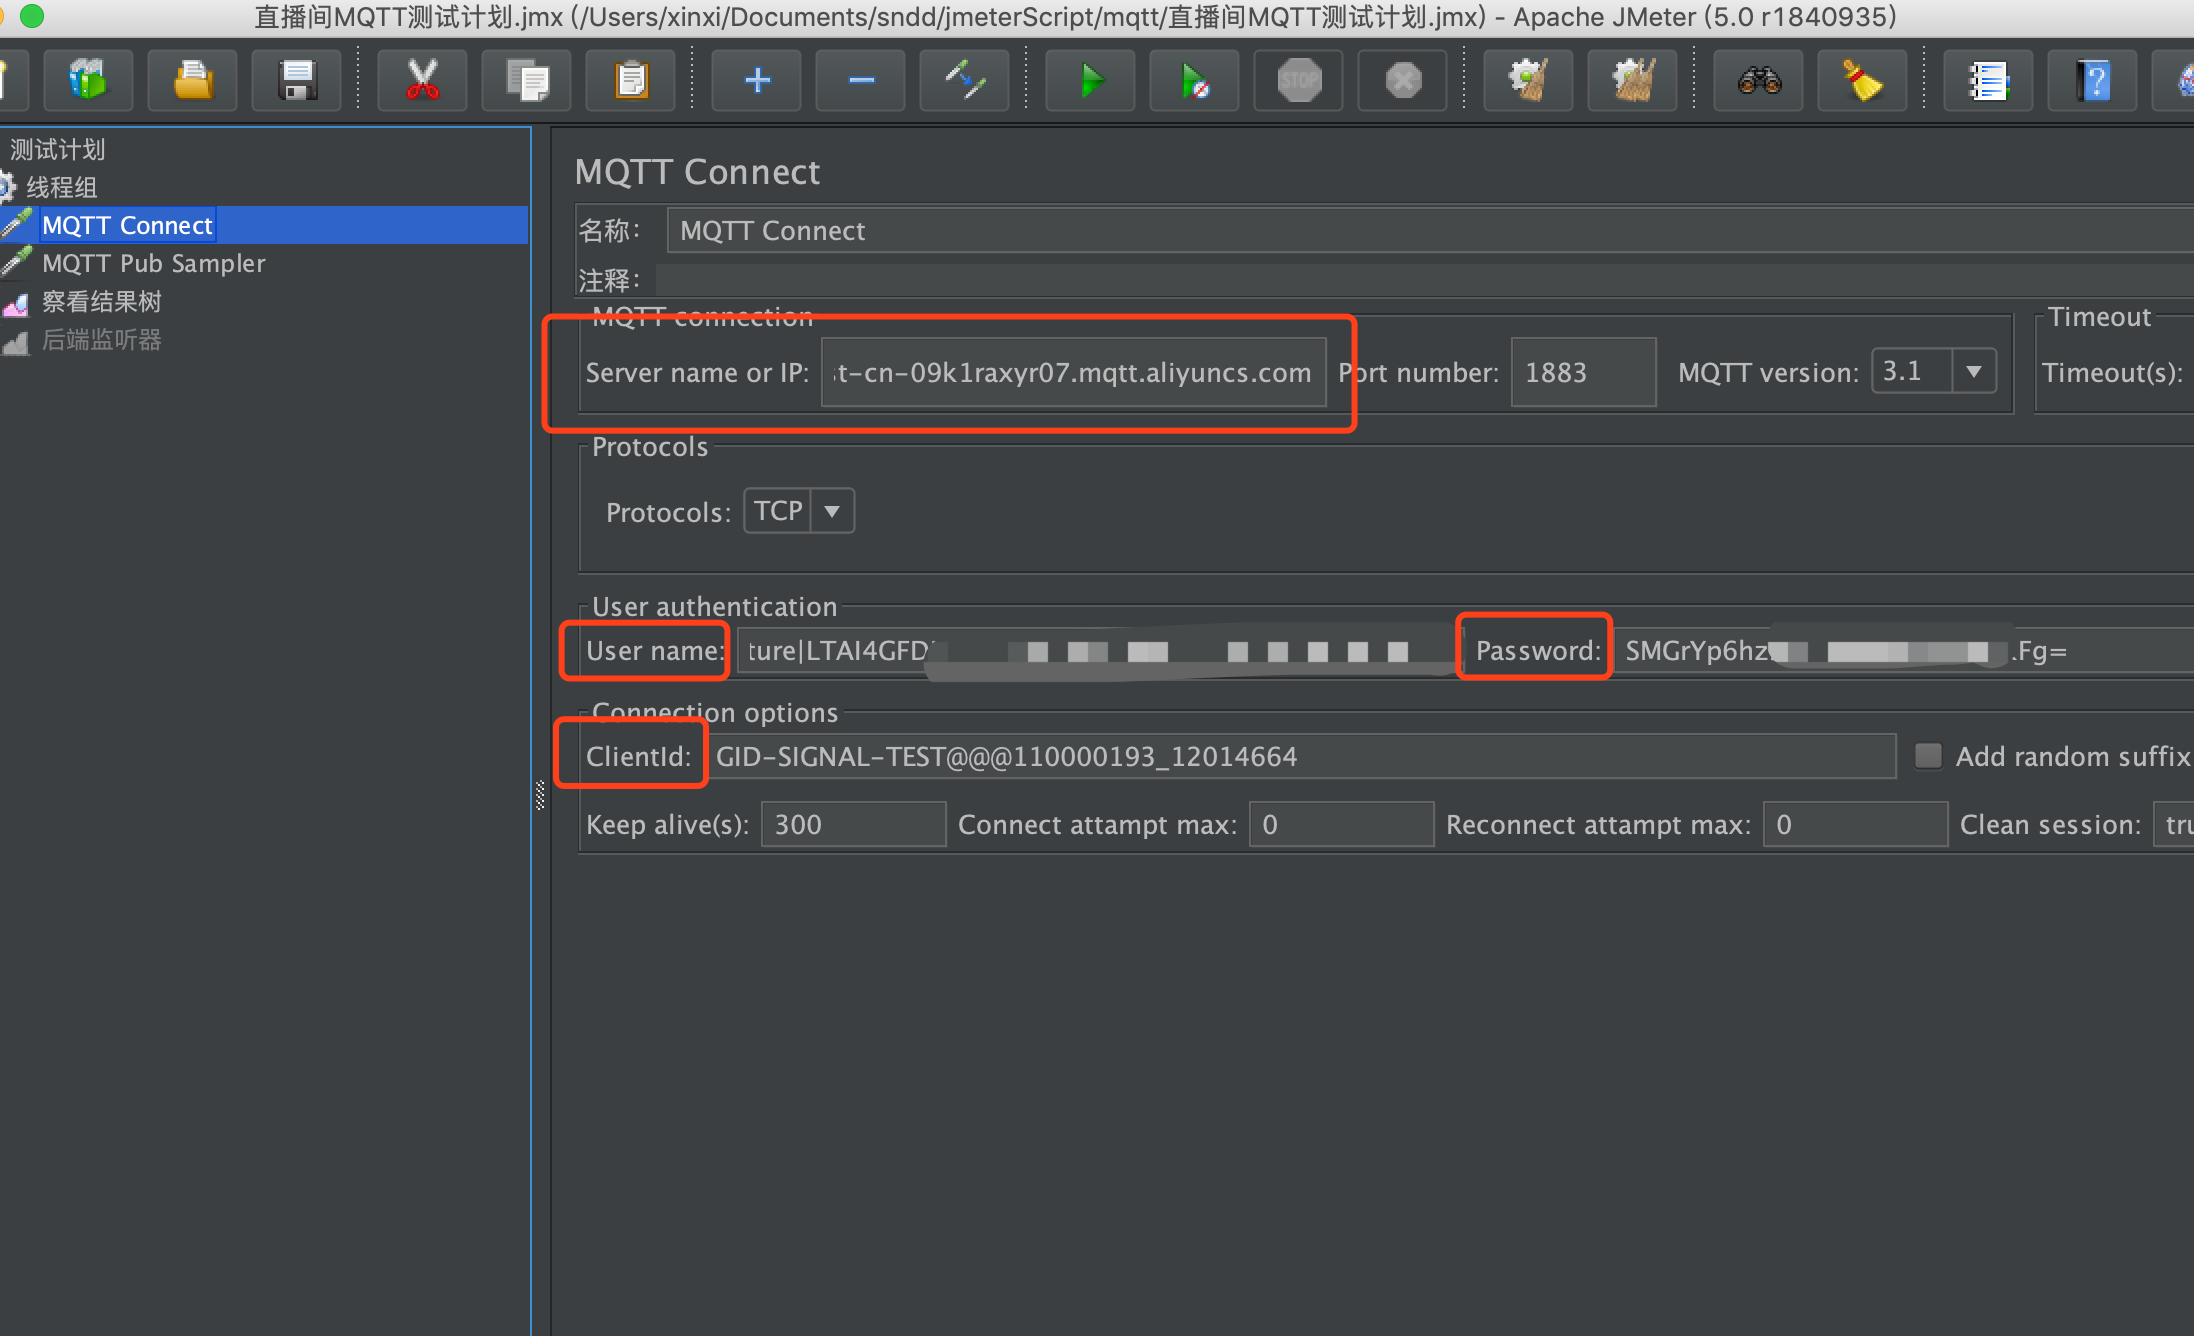 直播间MQTT测试计划.jmx (/Users/xinxi/Documents/sndd/jmeterScript/mqtt/直播间MQTT测试计划.jmx) - Apache JMeter (5.0 r1840935)
STOP
测试计划
线程组
MQTT Connect
MQTT Pub Sampler
察看结果树
后端监听器
MQTT Connect
名称： MQTT Connect
注释：
MQTT connection
Timeout
Server name or IP: st-cn-09k1raxyr07.mqtt.aliyuncs.com Port number: 1883 MQTT version: 3.1 Timeout(s):
Protocols
Protocols: TCP
User authentication
User name: ture|LTAI4GFD Password: SMGrYp6hz .Fg=
Connection options
ClientId: GID-SIGNAL-TEST@@@110000193_12014664 Add random suffix
Keep alive(s): 300 Connect attampt max: 0 Reconnect attampt max: 0 Clean session: tru